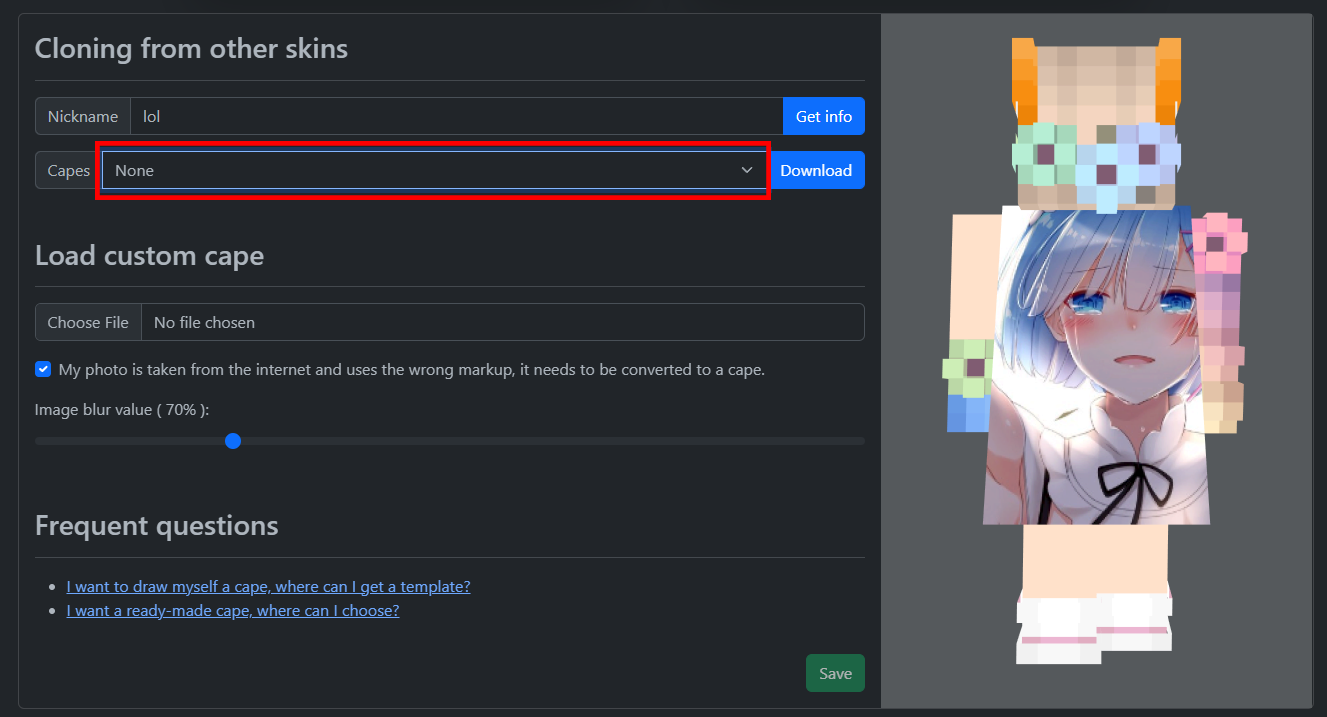 Cloning from other skins
Nickname lol Get info
Capes None Download
Load custom cape
Choose File No file chosen
My photo is taken from the internet and uses the wrong markup, it needs to be converted to a cape.
Image blur value ( 70% ):
Frequent questions
I want to draw myself a cape, where can I get a template?
I want a ready-made cape, where can I choose?
Save